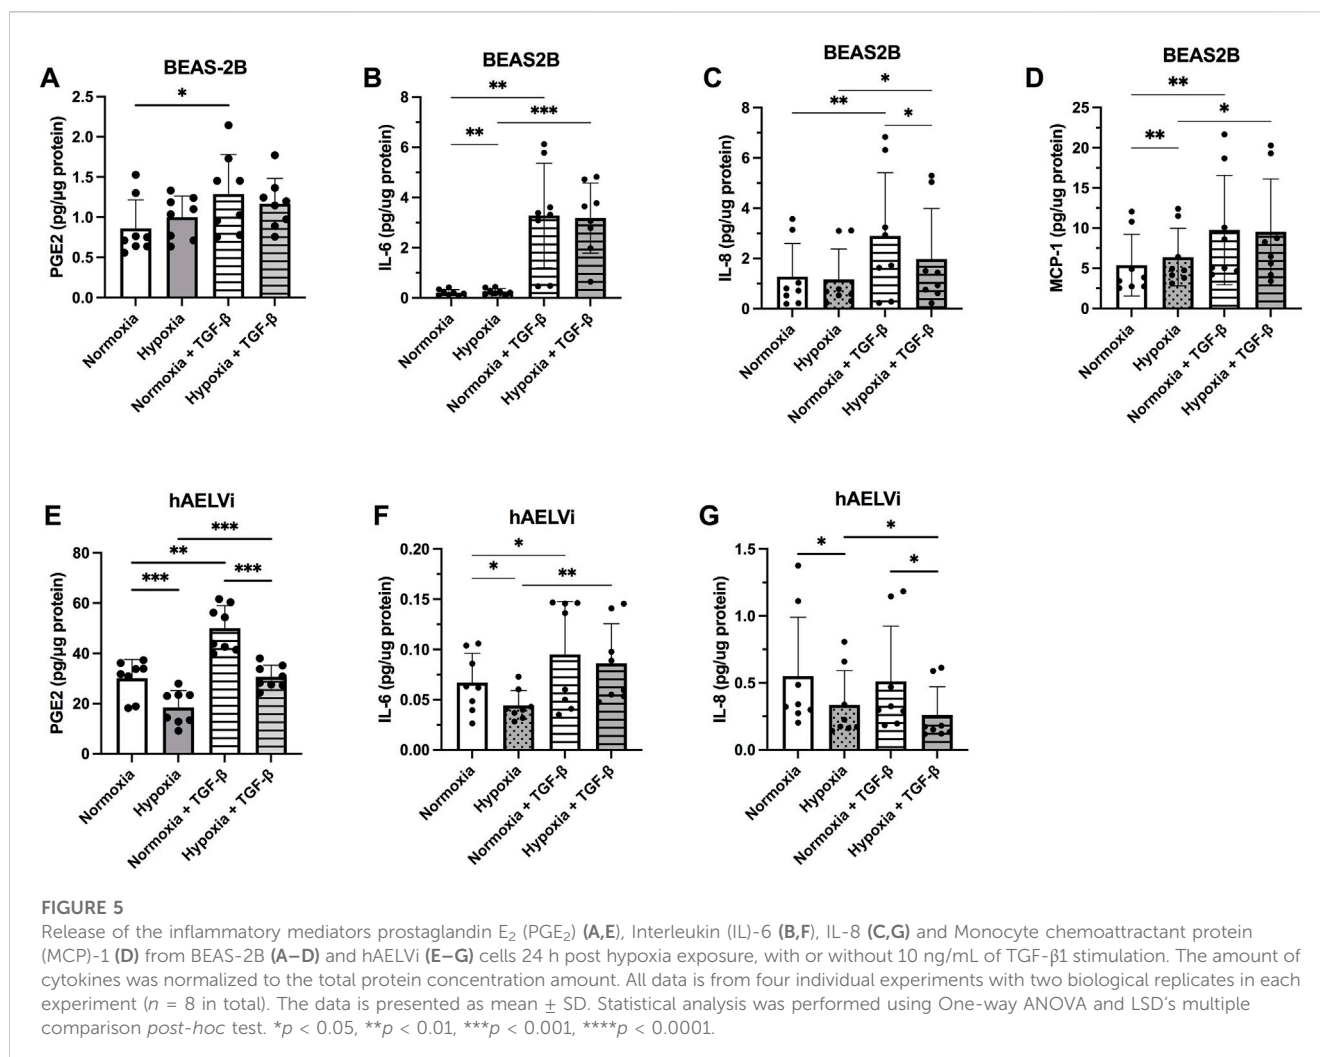 A
BEAS-2B
PGE2 (pg/µg protein)
2.5
2.0
1.5
1.0
0.5
0.0
*
Normoxia
Hypoxia
Normoxia + TGF-β
Hypoxia + TGF-β
B
BEAS2B
IL-6 (pg/ug protein)
8
6
4
2
0
**
***
**
Normoxia
Hypoxia
Normoxia + TGF-β
Hypoxia + TGF-β
C
BEAS2B
IL-8 (pg/ug protein)
8
6
4
2
0
*
**
*
Normoxia
Hypoxia
Normoxia + TGF-β
Hypoxia + TGF-β
D
BEAS2B
MCP-1 (pg/ug protein)
25
20
15
10
5
0
**
*
**
Normoxia
Hypoxia
Normoxia + TGF-β
Hypoxia + TGF-β
E
hAELVi
PGE2 (pg/µg protein)
80
60
40
20
0
***
**
***
***
Normoxia
Hypoxia
Normoxia + TGF-β
Hypoxia + TGF-β
F
hAELVi
IL-6 (pg/ug protein)
0.20
0.15
0.10
0.05
0.00
*
*
**
Normoxia
Hypoxia
Normoxia + TGF-β
Hypoxia + TGF-β
G
hAELVi
IL-8 (pg/ug protein)
1.5
1.0
0.5
0.0
*
*
*
Normoxia
Hypoxia
Normoxia + TGF-β
Hypoxia + TGF-β
FIGURE 5
Release of the inflammatory mediators prostaglandin E₂ (PGE₂) (A,E), Interleukin (IL)-6 (B,F), IL-8 (C,G) and Monocyte chemoattractant protein
(MCP)-1 (D) from BEAS-2B (A–D) and hAELVi (E–G) cells 24 h post hypoxia exposure, with or without 10 ng/mL of TGF-β1 stimulation. The amount of
cytokines was normalized to the total protein concentration amount. All data is from four individual experiments with two biological replicates in each
experiment (n = 8 in total). The data is presented as mean ± SD. Statistical analysis was performed using One-way ANOVA and LSD's multiple
comparison post-hoc test. *p < 0.05, **p < 0.01, ***p < 0.001, ****p < 0.0001.